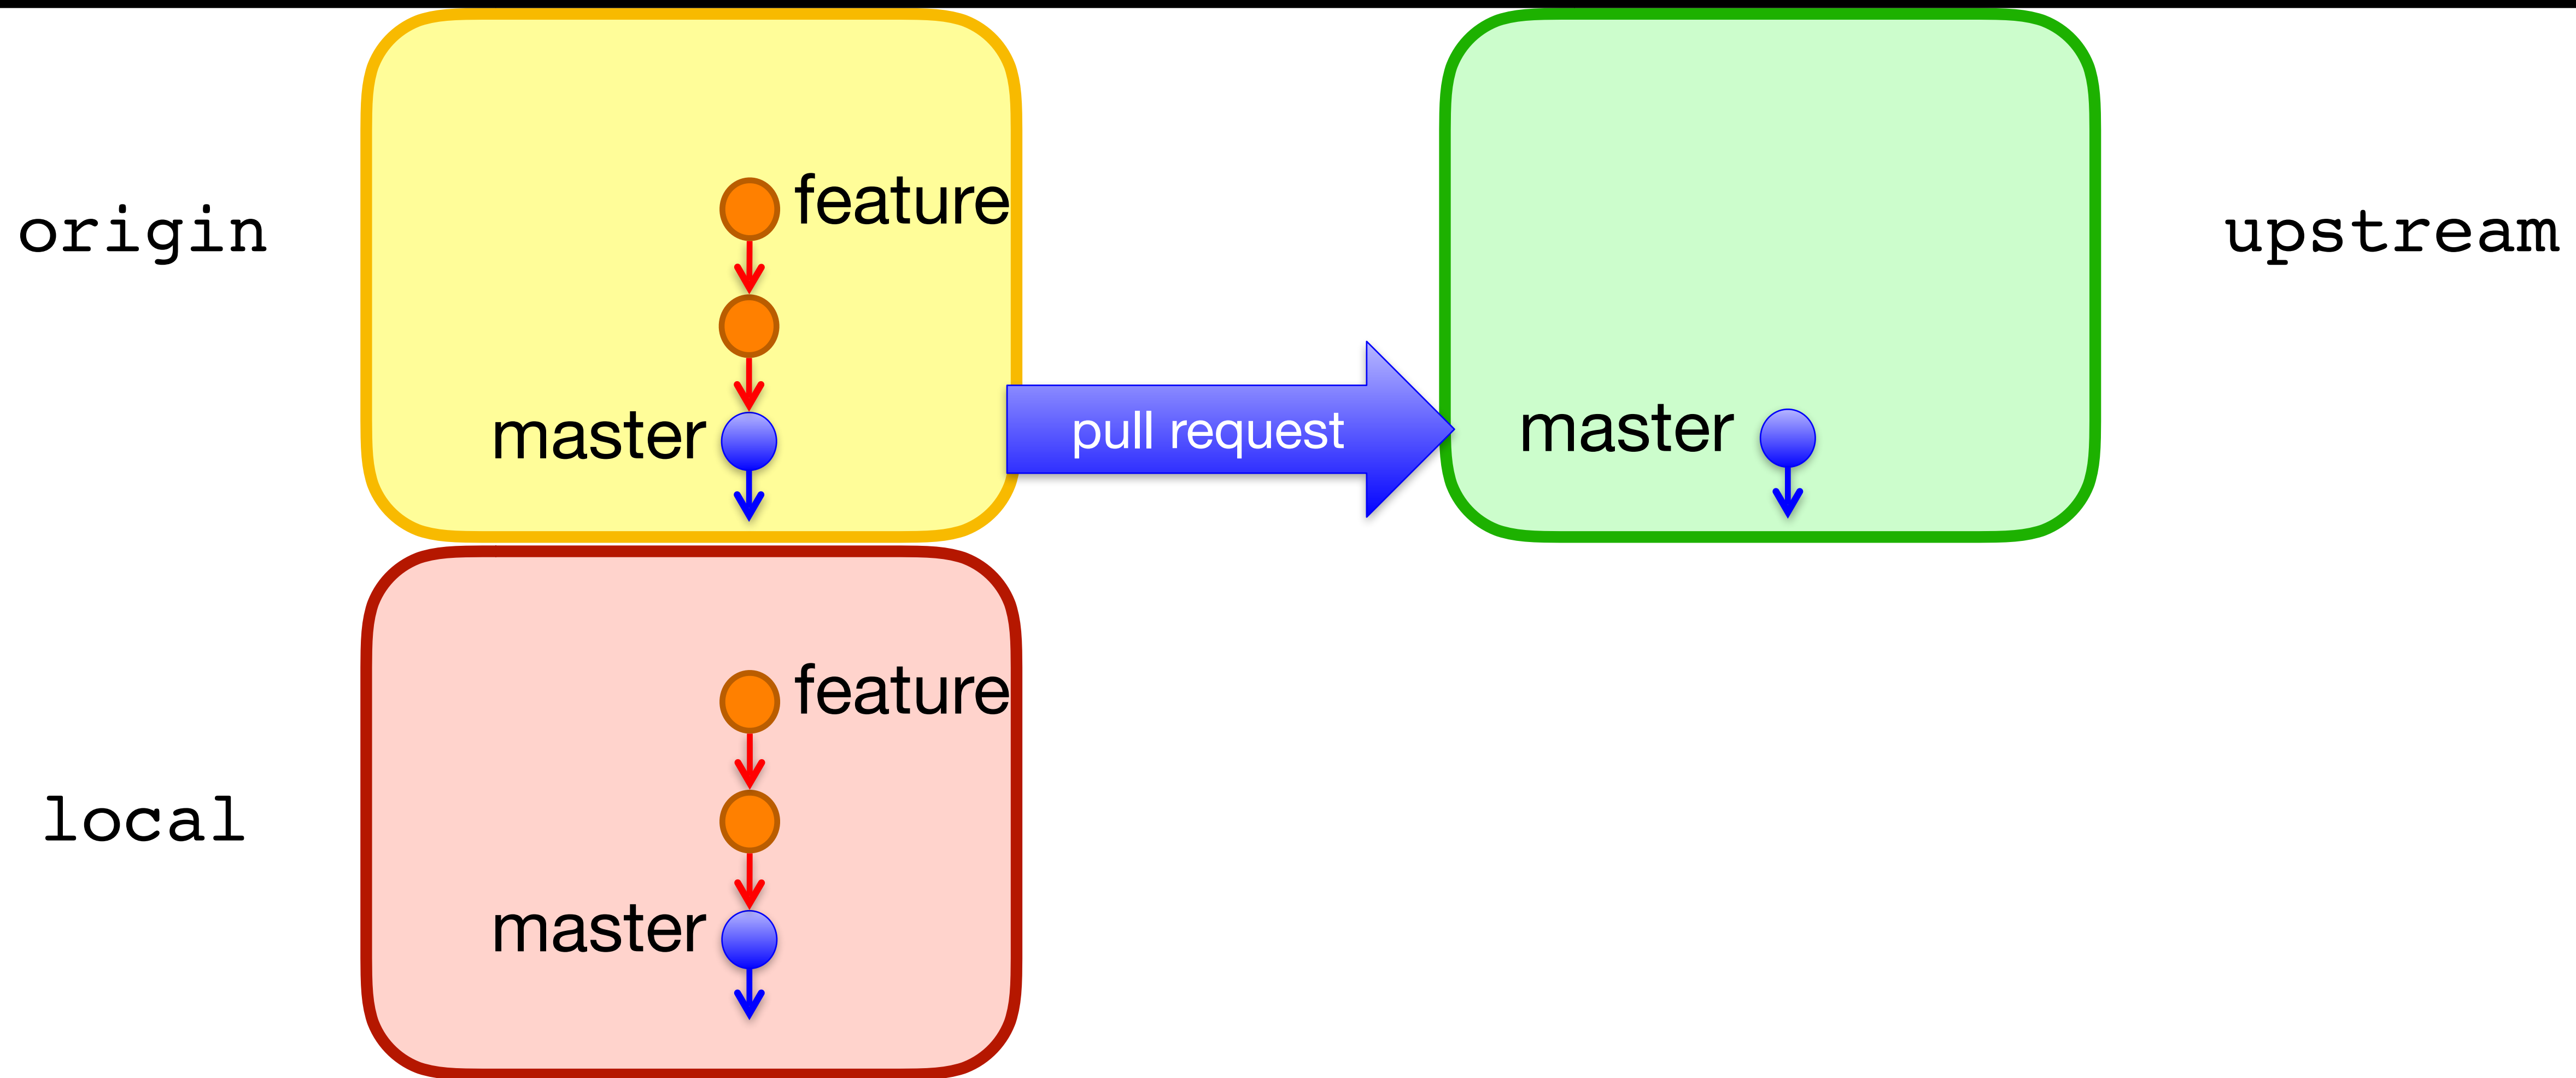 origin
feature
master
pull request
master
upstream
local
feature
master